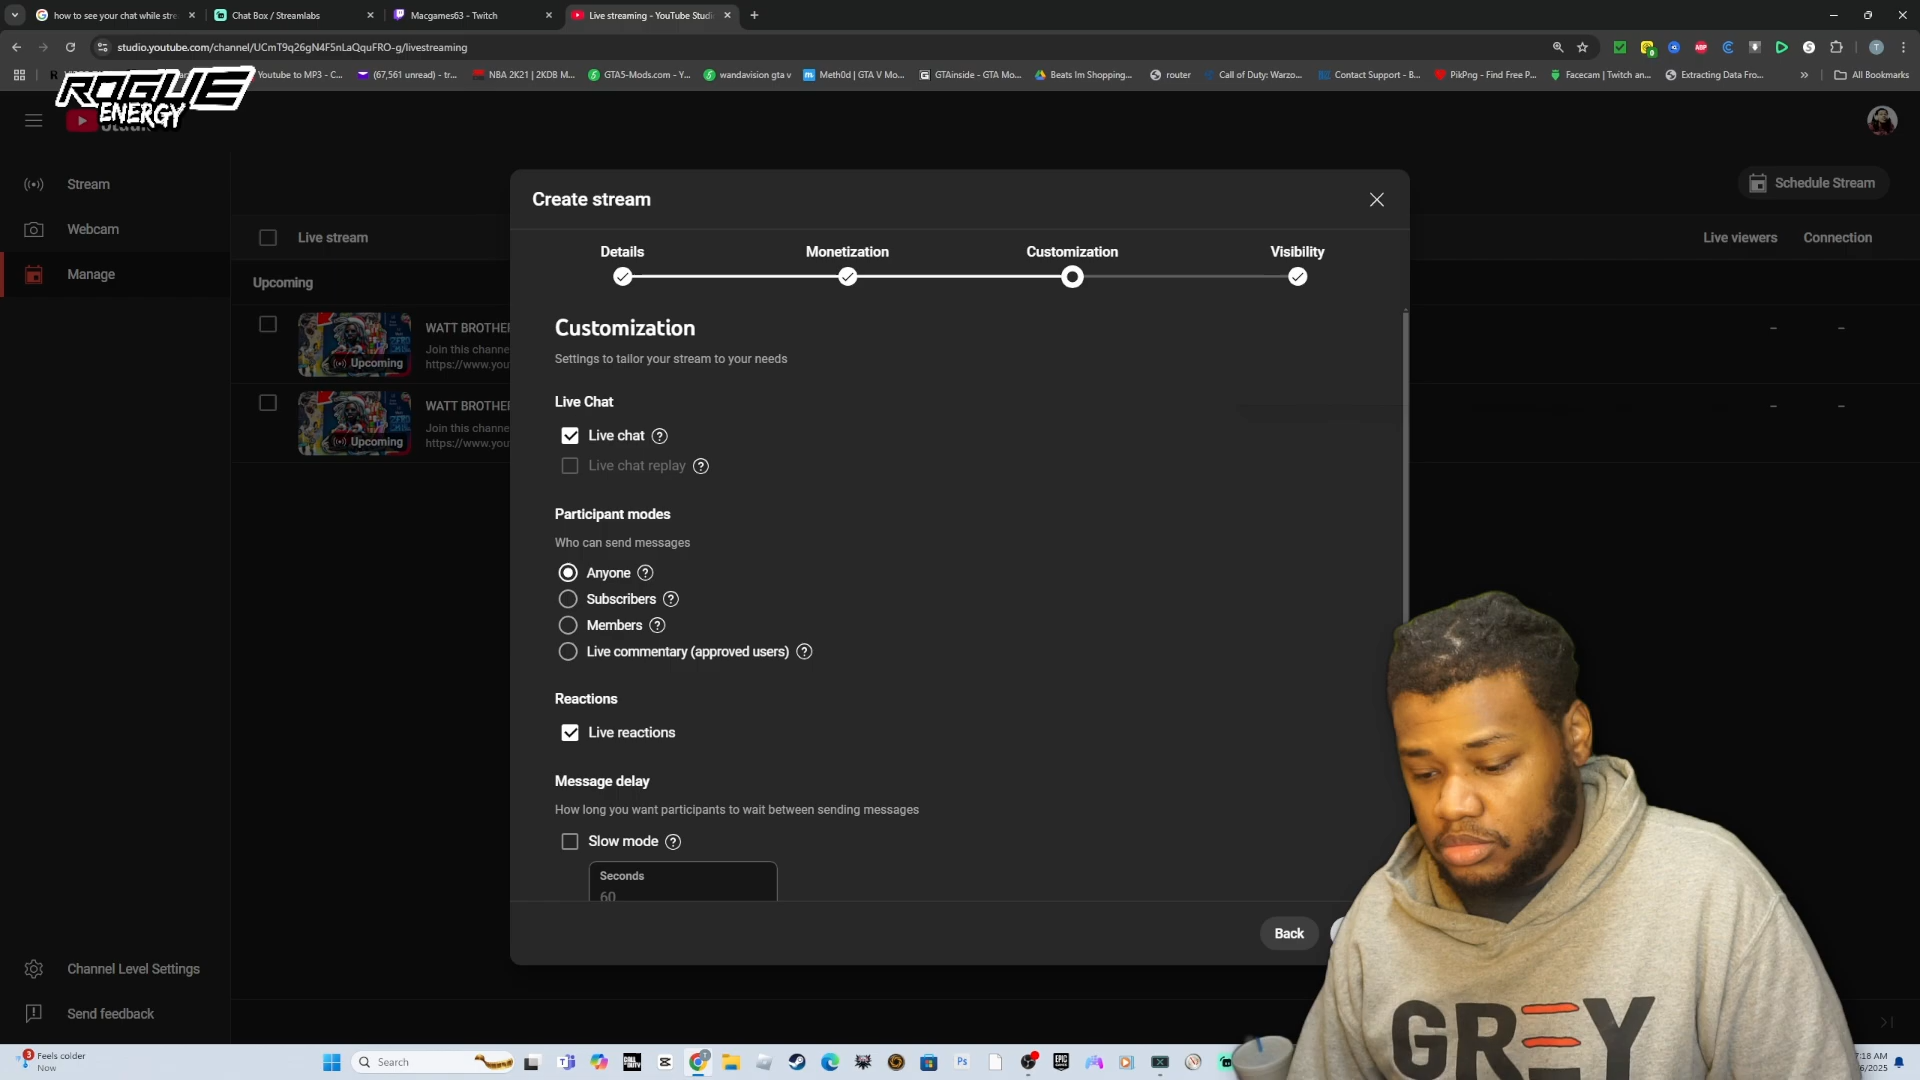 how to see your chat while stre
Chat Box / Streamlabs
Macgames63 - Twitch
Live streaming - YouTube Studi
studio.youtube.com/channel/UCmT9q26gN4F5nLaQquFRO-g/livestreaming
Youtube to MP3 - C...
(67,561 unread) - tr...
NBA 2K21 | 2KDB M...
GTA5-Mods.com - Y...
wandavision gta v
Meth0d | GTA V Mo...
GTAinside - GTA Mo...
Beats Im Shopping...
router
Call of Duty: Warzo...
Contact Support - B...
PikPng - Find Free P...
Facecam | Twitch an...
Extracting Data Fro...
All Bookmarks
ROGUE
ENERGY
Stream
Webcam
Manage
Schedule Stream
Live stream
Live viewers
Connection
Upcoming
WATT BROTHER
Join this channe
https://www.you
Upcoming
WATT BROTHER
Join this channe
https://www.you
Upcoming
Create stream
Details
Monetization
Customization
Visibility
Customization
Settings to tailor your stream to your needs
Live Chat
Live chat
Live chat replay
Participant modes
Who can send messages
Anyone
Subscribers
Members
Live commentary (approved users)
Reactions
Live reactions
Message delay
How long you want participants to wait between sending messages
Slow mode
Seconds
60
Back
Channel Level Settings
Send feedback
GREY
3
Feels colder
Now
Search
:18 AM
6/2025